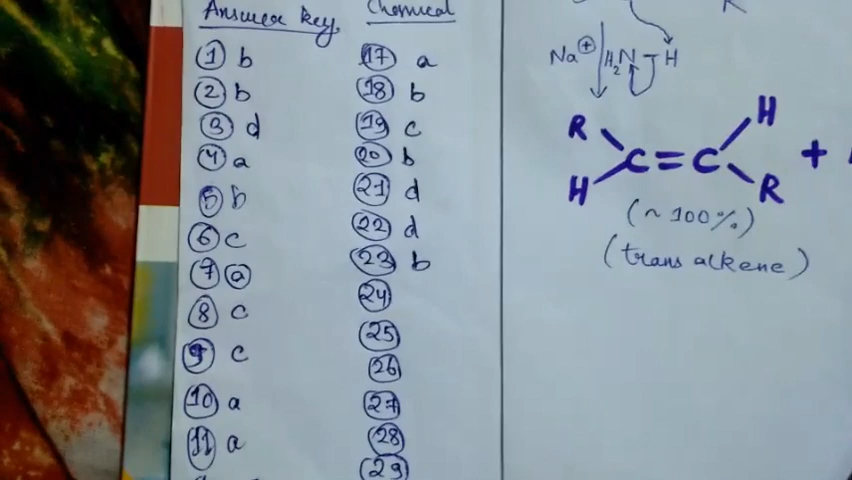 Answer key
① b
② b
③ d
④ a
⑤ b
⑥ c
⑦ ⓐ
⑧ c
⑨ c
⑩ a
⑪ a
Chemical
⑰ a
⑱ b
⑲ c
⑳ b
㉑ d
㉒ d
㉓ b
㉔
㉕
㉖
㉗
㉘
㉙
Na⊕ H₂N-H
R H
C=C +
H R
(~100%)
(trans alkene)